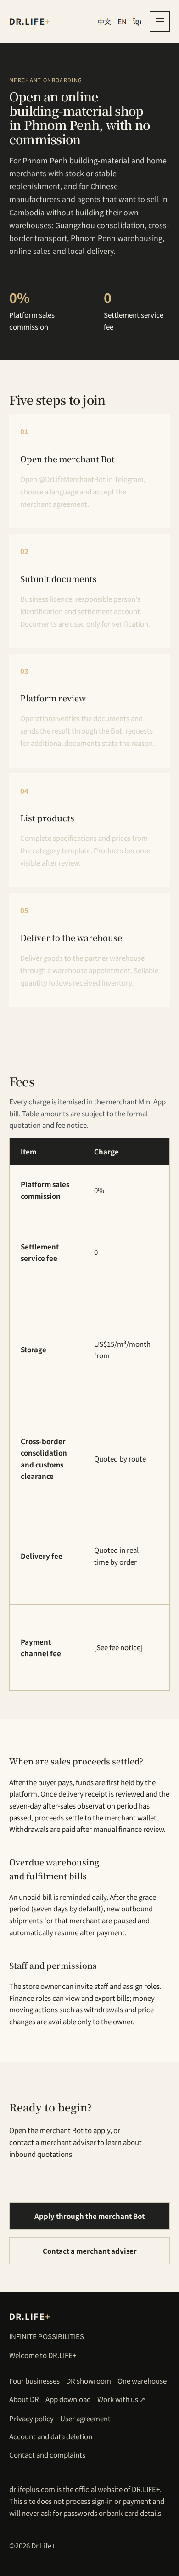 DR.LIFE+
中文 EN ខ្មែរ
MERCHANT ONBOARDING
Open an online
building-material shop
in Phnom Penh, with no
commission
For Phnom Penh building-material and home
merchants with stock or stable
replenishment, and for Chinese
manufacturers and agents that want to sell in
Cambodia without building their own
warehouses: Guangzhou consolidation, cross-
border transport, Phnom Penh warehousing,
online sales and local delivery.
0%
Platform sales
commission
0
Settlement service
fee
Five steps to join
01
Open the merchant Bot
Open @DrLifeMerchantBot in Telegram,
choose a language and accept the
merchant agreement.
02
Submit documents
Business licence, responsible person's
identification and settlement account.
Documents are used only for verification.
03
Platform review
Operations verifies the documents and
sends the result through the Bot; requests
for additional documents state the reason.
04
List products
Complete specifications and prices from
the category template. Products become
visible after review.
05
Deliver to the warehouse
Deliver goods to the partner warehouse
through a warehouse appointment. Sellable
quantity follows received inventory.
Fees
Every charge is itemised in the merchant Mini App
bill. Table amounts are subject to the formal
quotation and fee notice.
Item Charge
Platform sales
commission
0%
Settlement
service fee
0
Storage
US$15/m³/month
from
Cross-border
consolidation
and customs
clearance
Quoted by route
Delivery fee
Quoted in real
time by order
Payment
channel fee
[See fee notice]
When are sales proceeds settled?
After the buyer pays, funds are first held by the
platform. Once delivery receipt is reviewed and the
seven-day after-sales observation period has
passed, proceeds settle to the merchant wallet.
Withdrawals are paid after manual finance review.
Overdue warehousing
and fulfilment bills
An unpaid bill is reminded daily. After the grace
period (seven days by default), new outbound
shipments for that merchant are paused and
automatically resume after payment.
Staff and permissions
The store owner can invite staff and assign roles.
Finance roles can view and export bills; money-
moving actions such as withdrawals and price
changes are available only to the owner.
Ready to begin?
Open the merchant Bot to apply, or
contact a merchant adviser to learn about
inbound quotations.
Apply through the merchant Bot
Contact a merchant adviser
DR.LIFE+
INFINITE POSSIBILITIES
Welcome to DR.LIFE+
Four businesses DR showroom One warehouse
About DR App download Work with us ↗
Privacy policy User agreement
Account and data deletion
Contact and complaints
drlifeplus.com is the official website of DR.LIFE+.
This site does not process sign-in or payment and
will never ask for passwords or bank-card details.
©2026 Dr.Life+